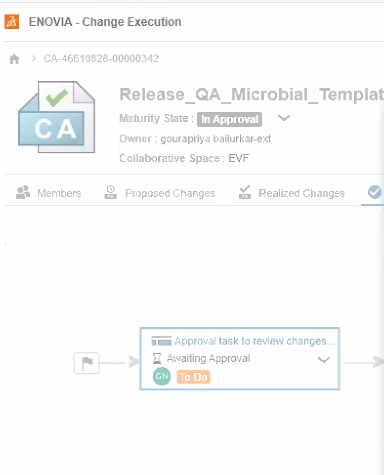 ENOVIA - Change Execution
CA-46619828-00000342
CA
Release_QA_Microbial_Templat
Maturity State : In Approval
Owner : gourapriya bailurkar-ext
Collaborative Space : EVF
Members Proposed Changes Realized Changes
Approval task to review changes...
Awaiting Approval
GN To Do